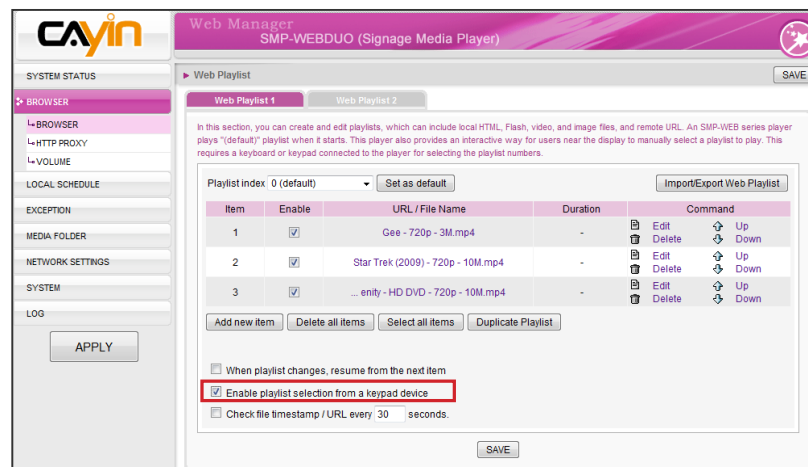 CAYIN
Web Manager
SMP-WEBDUO (Signage Media Player)
SYSTEM STATUS
BROWSER
BROWSER
HTTP PROXY
VOLUME
LOCAL SCHEDULE
EXCEPTION
MEDIA FOLDER
NETWORK SETTINGS
SYSTEM
LOG
APPLY
Web Playlist
SAVE
Web Playlist 1 Web Playlist 2
In this section, you can create and edit playlists, which can include local HTML, Flash, video, and image files, and remote URL. An SMP-WEB series player
plays "(default)" playlist when it starts. This player also provides an interactive way for users near the display to manually select a playlist to play. This
requires a keyboard or keypad connected to the player for selecting the playlist numbers.
Playlist index 0 (default) Set as default Import/Export Web Playlist
Item Enable URL / File Name Duration Command
1 Gee - 720p - 3M.mp4 - Edit Up
Delete Down
2 Star Trek (2009) - 720p - 10M.mp4 - Edit Up
Delete Down
3 ... enity - HD DVD - 720p - 10M.mp4 - Edit Up
Delete Down
Add new item Delete all items Select all items Duplicate Playlist
When playlist changes, resume from the next item
Enable playlist selection from a keypad device
Check file timestamp / URL every 30 seconds.
SAVE